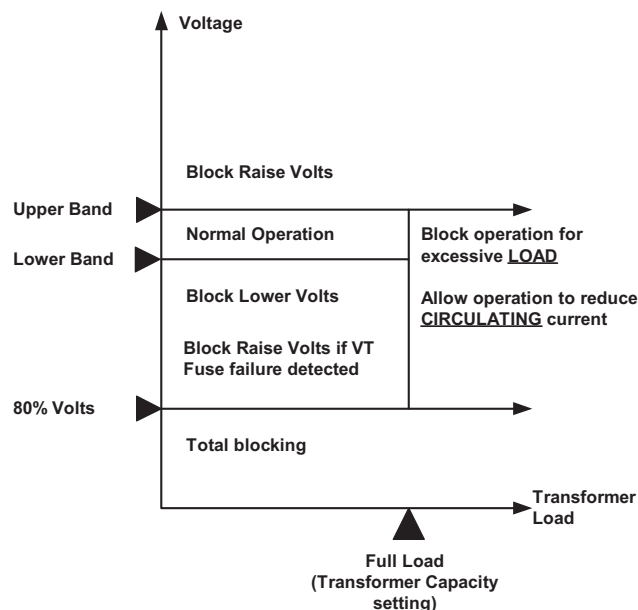 Voltage
Block Raise Volts
Upper Band
Normal Operation
Block operation for
excessive LOAD
Lower Band
Block Lower Volts
Allow operation to reduce
CIRCULATING current
Block Raise Volts if VT
Fuse failure detected
80% Volts
Total blocking
Transformer
Load
Full Load
(Transformer Capacity
setting)